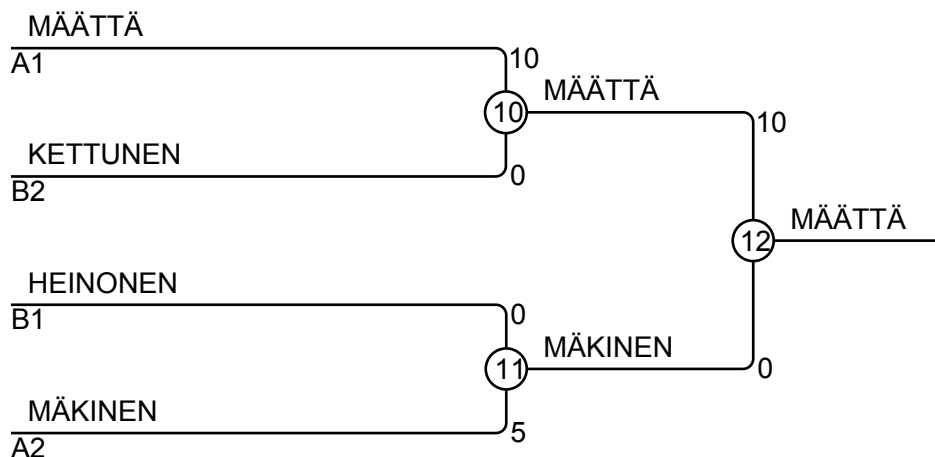 MÄÄTTÄ
A1
10
10
MÄÄTTÄ
KETTUNEN
B2
0
10
12
MÄÄTTÄ
HEINONEN
B1
0
11
MÄKINEN
0
MÄKINEN
A2
5